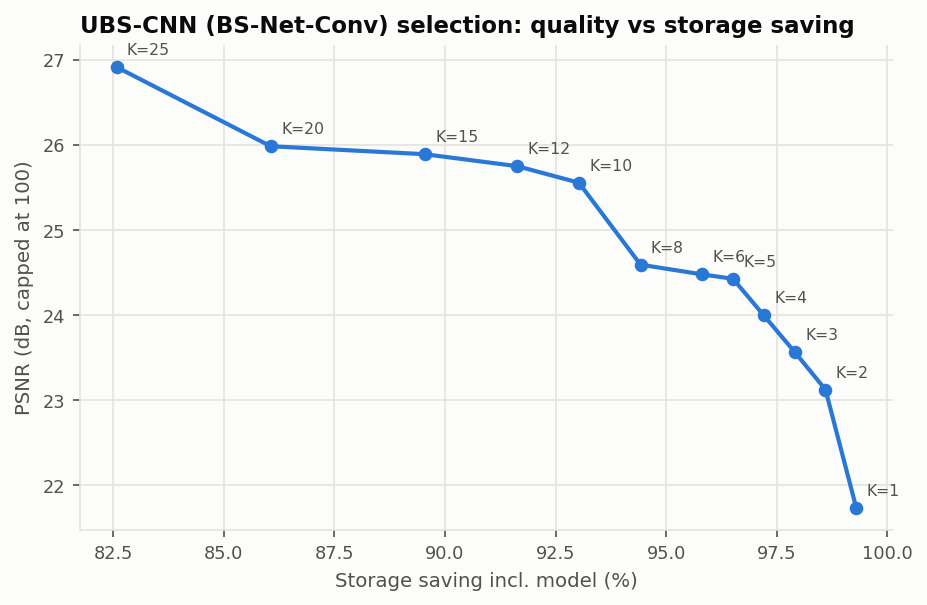 UBS-CNN (BS-Net-Conv) selection: quality vs storage saving
K=25
K=20
K=15
K=12
K=10
K=8
K=6
K=5
K=4
K=3
K=2
K=1
PSNR (dB, capped at 100)
27
26
25
24
23
22
82.5 85.0 87.5 90.0 92.5 95.0 97.5 100.0
Storage saving incl. model (%)